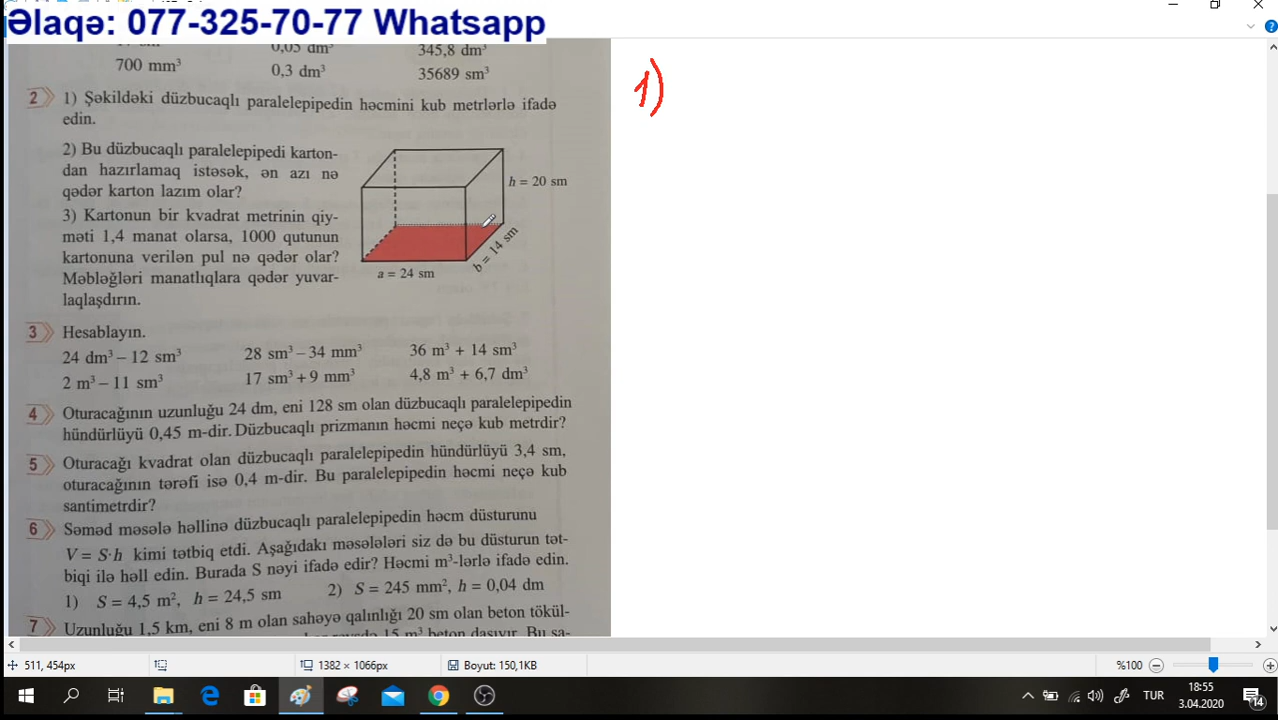 Əlaqə: 077-325-70-77 Whatsapp
0,05 dm³
345,8 dm³
700 mm³
0,3 dm³
35689 sm³
2 1) Şəkildəki düzbucaqlı paralelepipedin həcmini kub metrlərlə ifadə
edin.
2) Bu düzbucaqlı paralelepipedi karton-
dan hazırlamaq istəsək, ən azı nə
qədər karton lazım olar?
3) Kartonun bir kvadrat metrinin qiy-
məti 1,4 manat olarsa, 1000 qutunun
kartonuna verilən pul nə qədər olar?
Məbləğləri manatlıqlara qədər yuvar-
laqlaşdırın.
h = 20 sm
b = 14 sm
a = 24 sm
3 Hesablayın.
24 dm³ – 12 sm³
28 sm³ – 34 mm³
36 m³ + 14 sm³
2 m³ – 11 sm³
17 sm³ + 9 mm³
4,8 m³ + 6,7 dm³
4 Oturacağının uzunluğu 24 dm, eni 128 sm olan düzbucaqlı paralelepipedin
hündürlüyü 0,45 m-dir. Düzbucaqlı prizmanın həcmi neçə kub metrdir?
5 Oturacağı kvadrat olan düzbucaqlı paralelepipedin hündürlüyü 3,4 sm,
oturacağının tərəfi isə 0,4 m-dir. Bu paralelepipedin həcmi neçə kub
santimetrdir?
6 Səməd məsələ həllinə düzbucaqlı paralelepipedin həcm düsturunu
V = S·h kimi tətbiq etdi. Aşağıdakı məsələləri siz də bu düsturun tət-
biqi ilə həll edin. Burada S nəyi ifadə edir? Həcmi m³-lərlə ifadə edin.
1) S = 4,5 m², h = 24,5 sm
2) S = 245 mm², h = 0,04 dm
7 Uzunluğu 1,5 km, eni 8 m olan sahəyə qalınlığı 20 sm olan beton tökül-
15 m³ beton daşıyır. Bu sa-
1)
511, 454px
1382 × 1066px
Boyut: 150,1KB
%100
TUR
18:55
3.04.2020
14